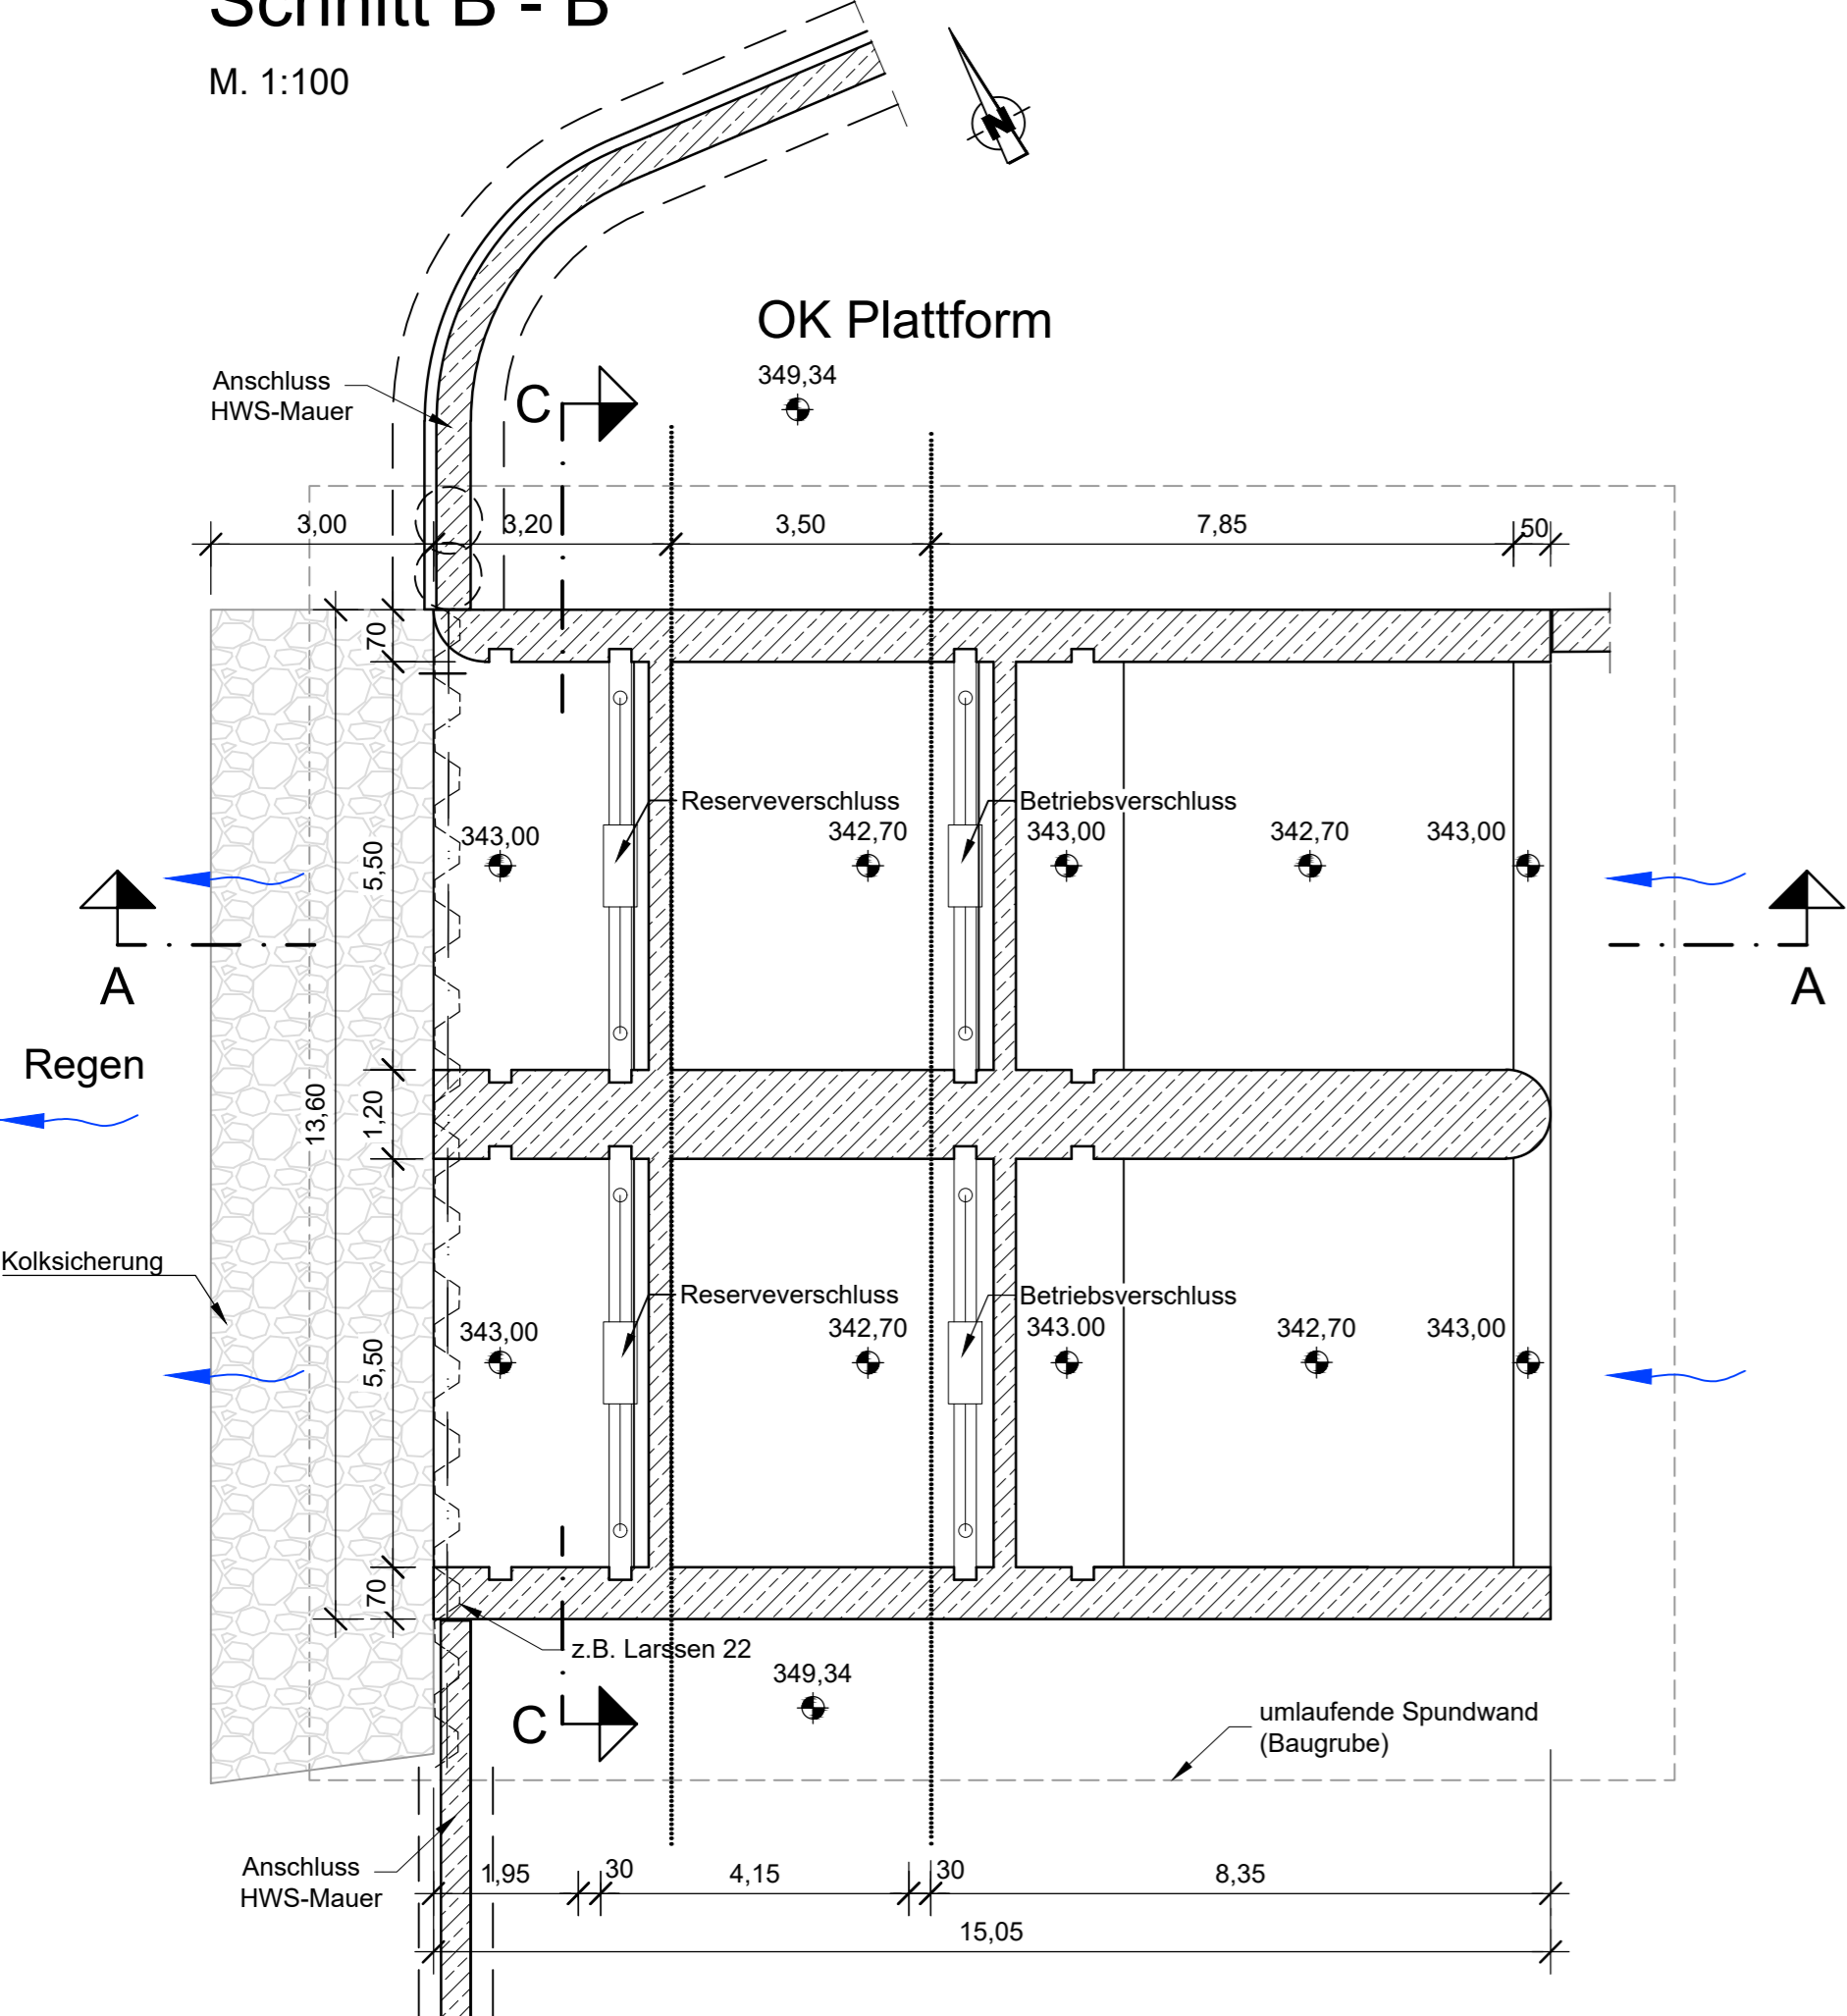 Schnitt B - B
M. 1:100
N
OK Plattform
349,34
Anschluss
HWS-Mauer
C
3,00
3,20
3,50
7,85
50
70
Reserveverschluss
Betriebsverschluss
343,00
342,70
343,00
342,70
343,00
5,50
A
A
Regen
13,60
1,20
Kolksicherung
Reserveverschluss
Betriebsverschluss
343,00
342,70
343.00
342,70
343,00
5,50
70
z.B. Larssen 22
349,34
C
umlaufende Spundwand
(Baugrube)
Anschluss
HWS-Mauer
1,95
30
4,15
30
8,35
15,05